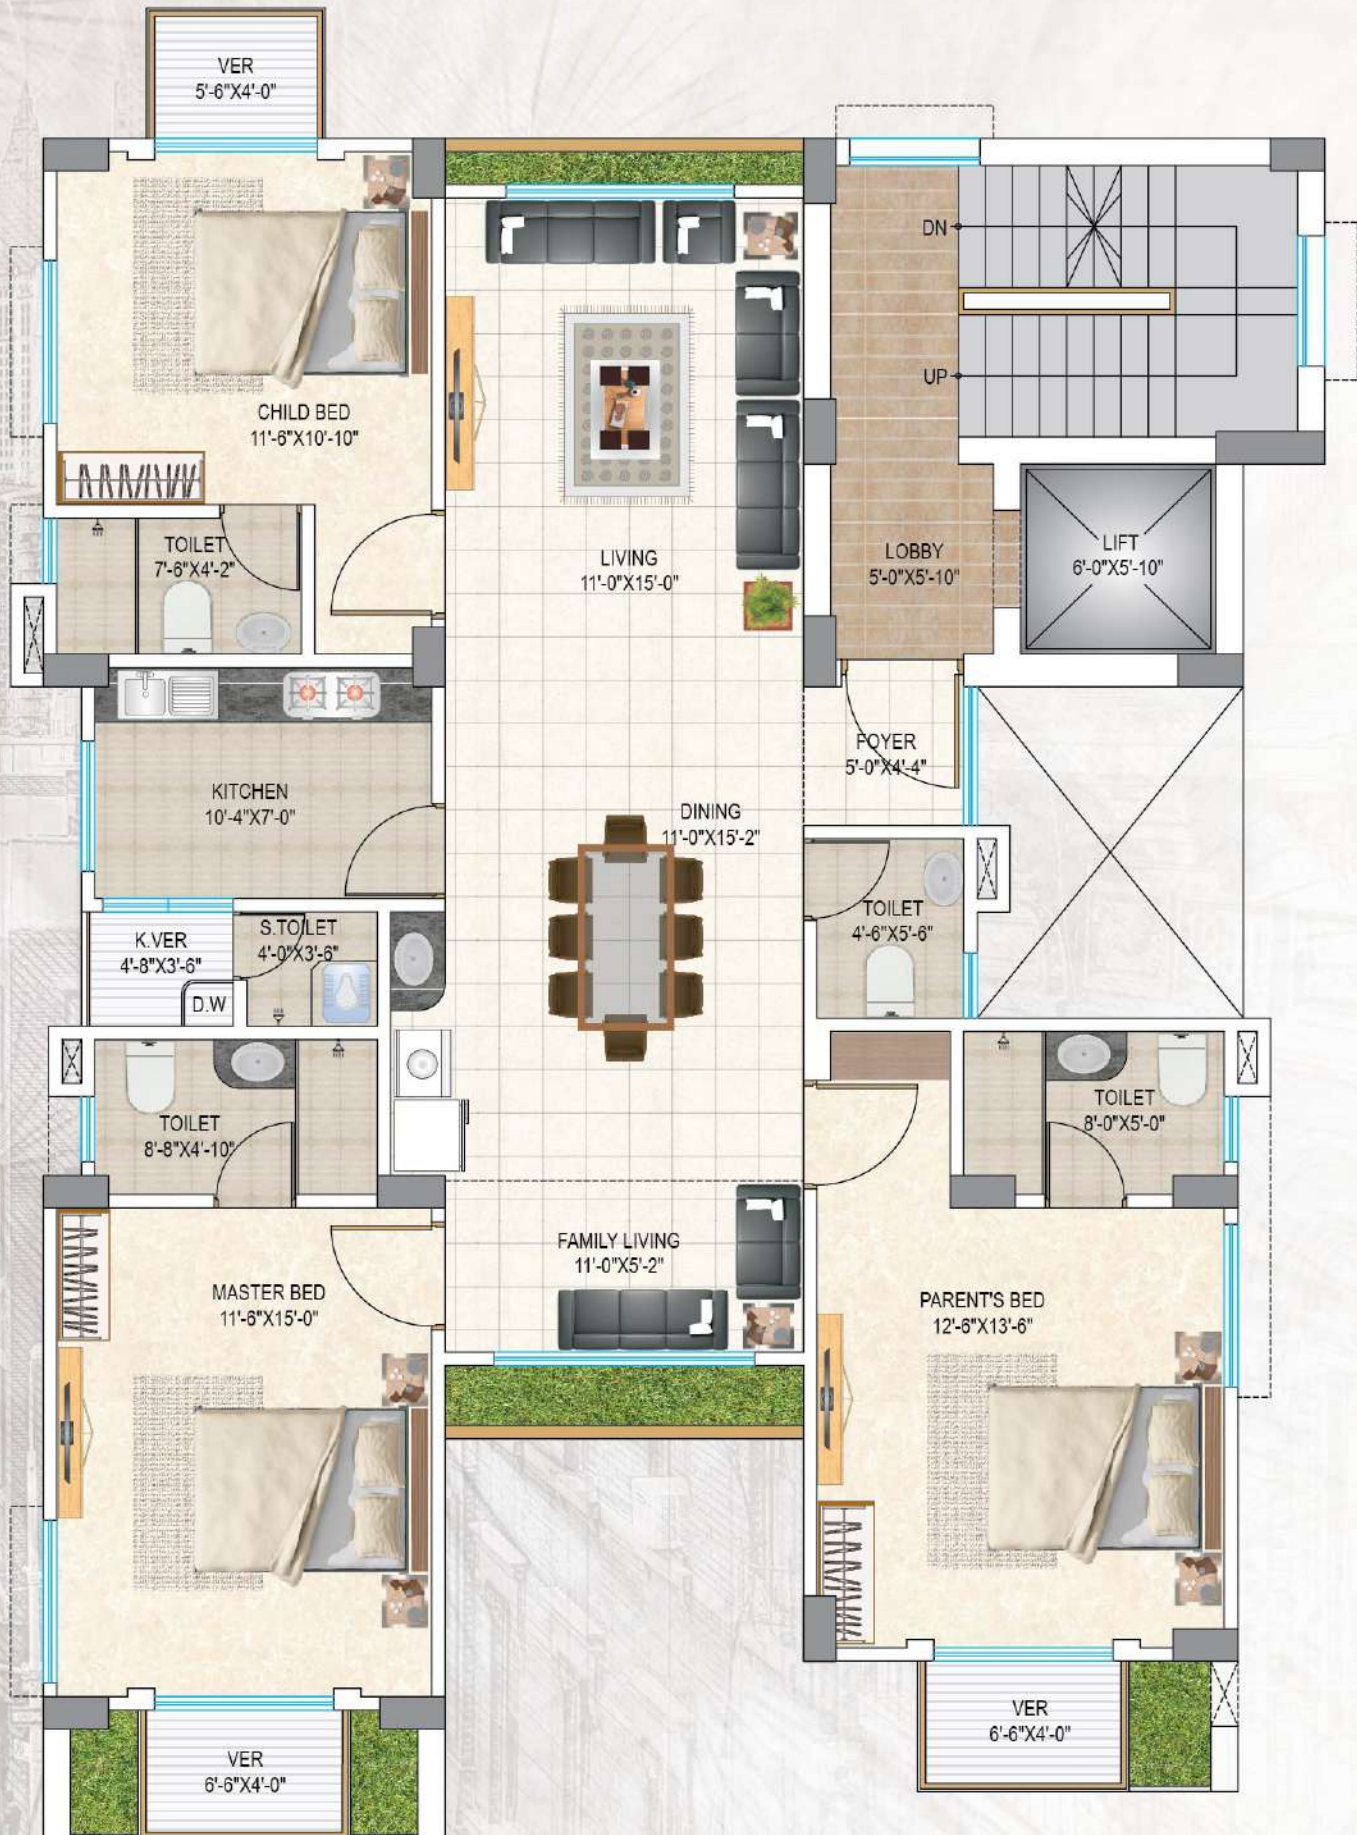 VER
5'-6"X4'-0"
DN
UP
CHILD BED
11'-6"X10'-10"
TOILET
7'-6"X4'-2"
LIVING
11'-0"X15'-0"
LOBBY
5'-0"X5'-10"
LIFT
6'-0"X5'-10"
FOYER
5'-0"X4'-4"
KITCHEN
10'-4"X7'-0"
DINING
11'-0"X15'-2"
TOILET
4'-6"X5'-6"
K.VER
4'-8"X3'-6"
S.TOILET
4'-0"X3'-6"
D.W
TOILET
8'-8"X4'-10"
TOILET
8'-0"X5'-0"
FAMILY LIVING
11'-0"X5'-2"
MASTER BED
11'-6"X15'-0"
PARENT'S BED
12'-6"X13'-6"
VER
6'-6"X4'-0"
VER
6'-6"X4'-0"